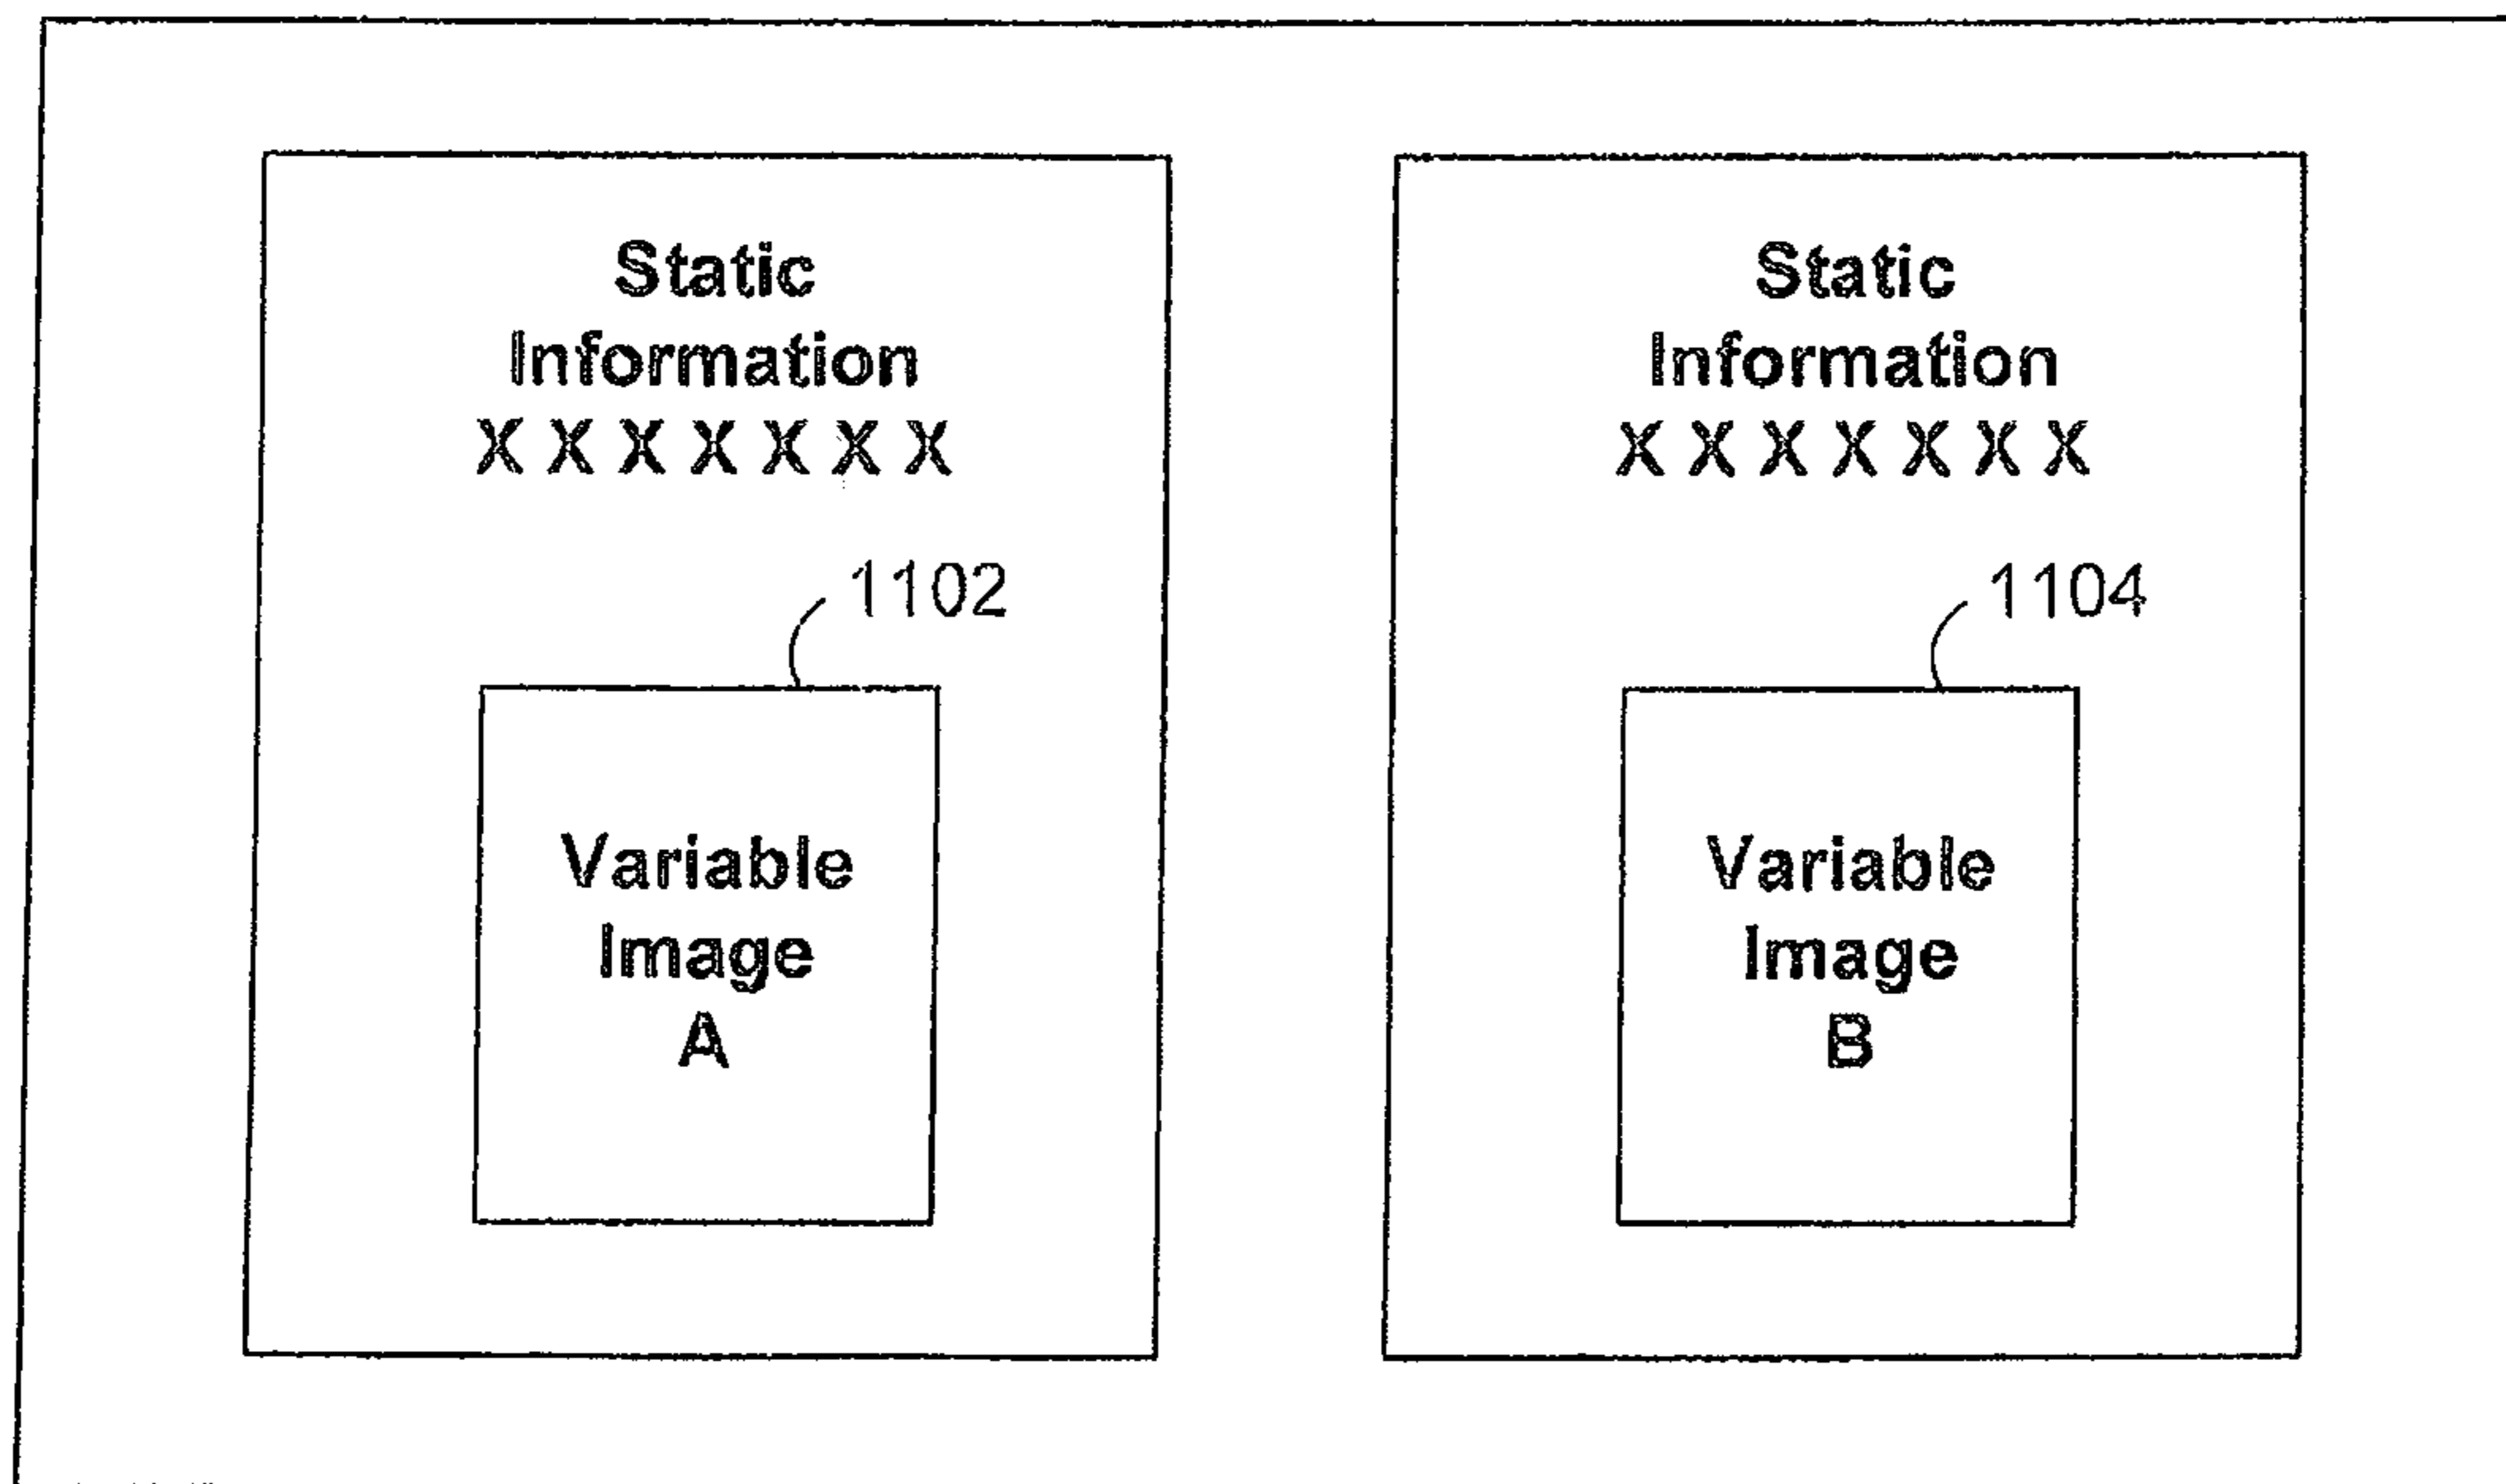 Static
Information
X X X X X X X
1102
Variable
Image
A
Static
Information
X X X X X X X
1104
Variable
Image
B